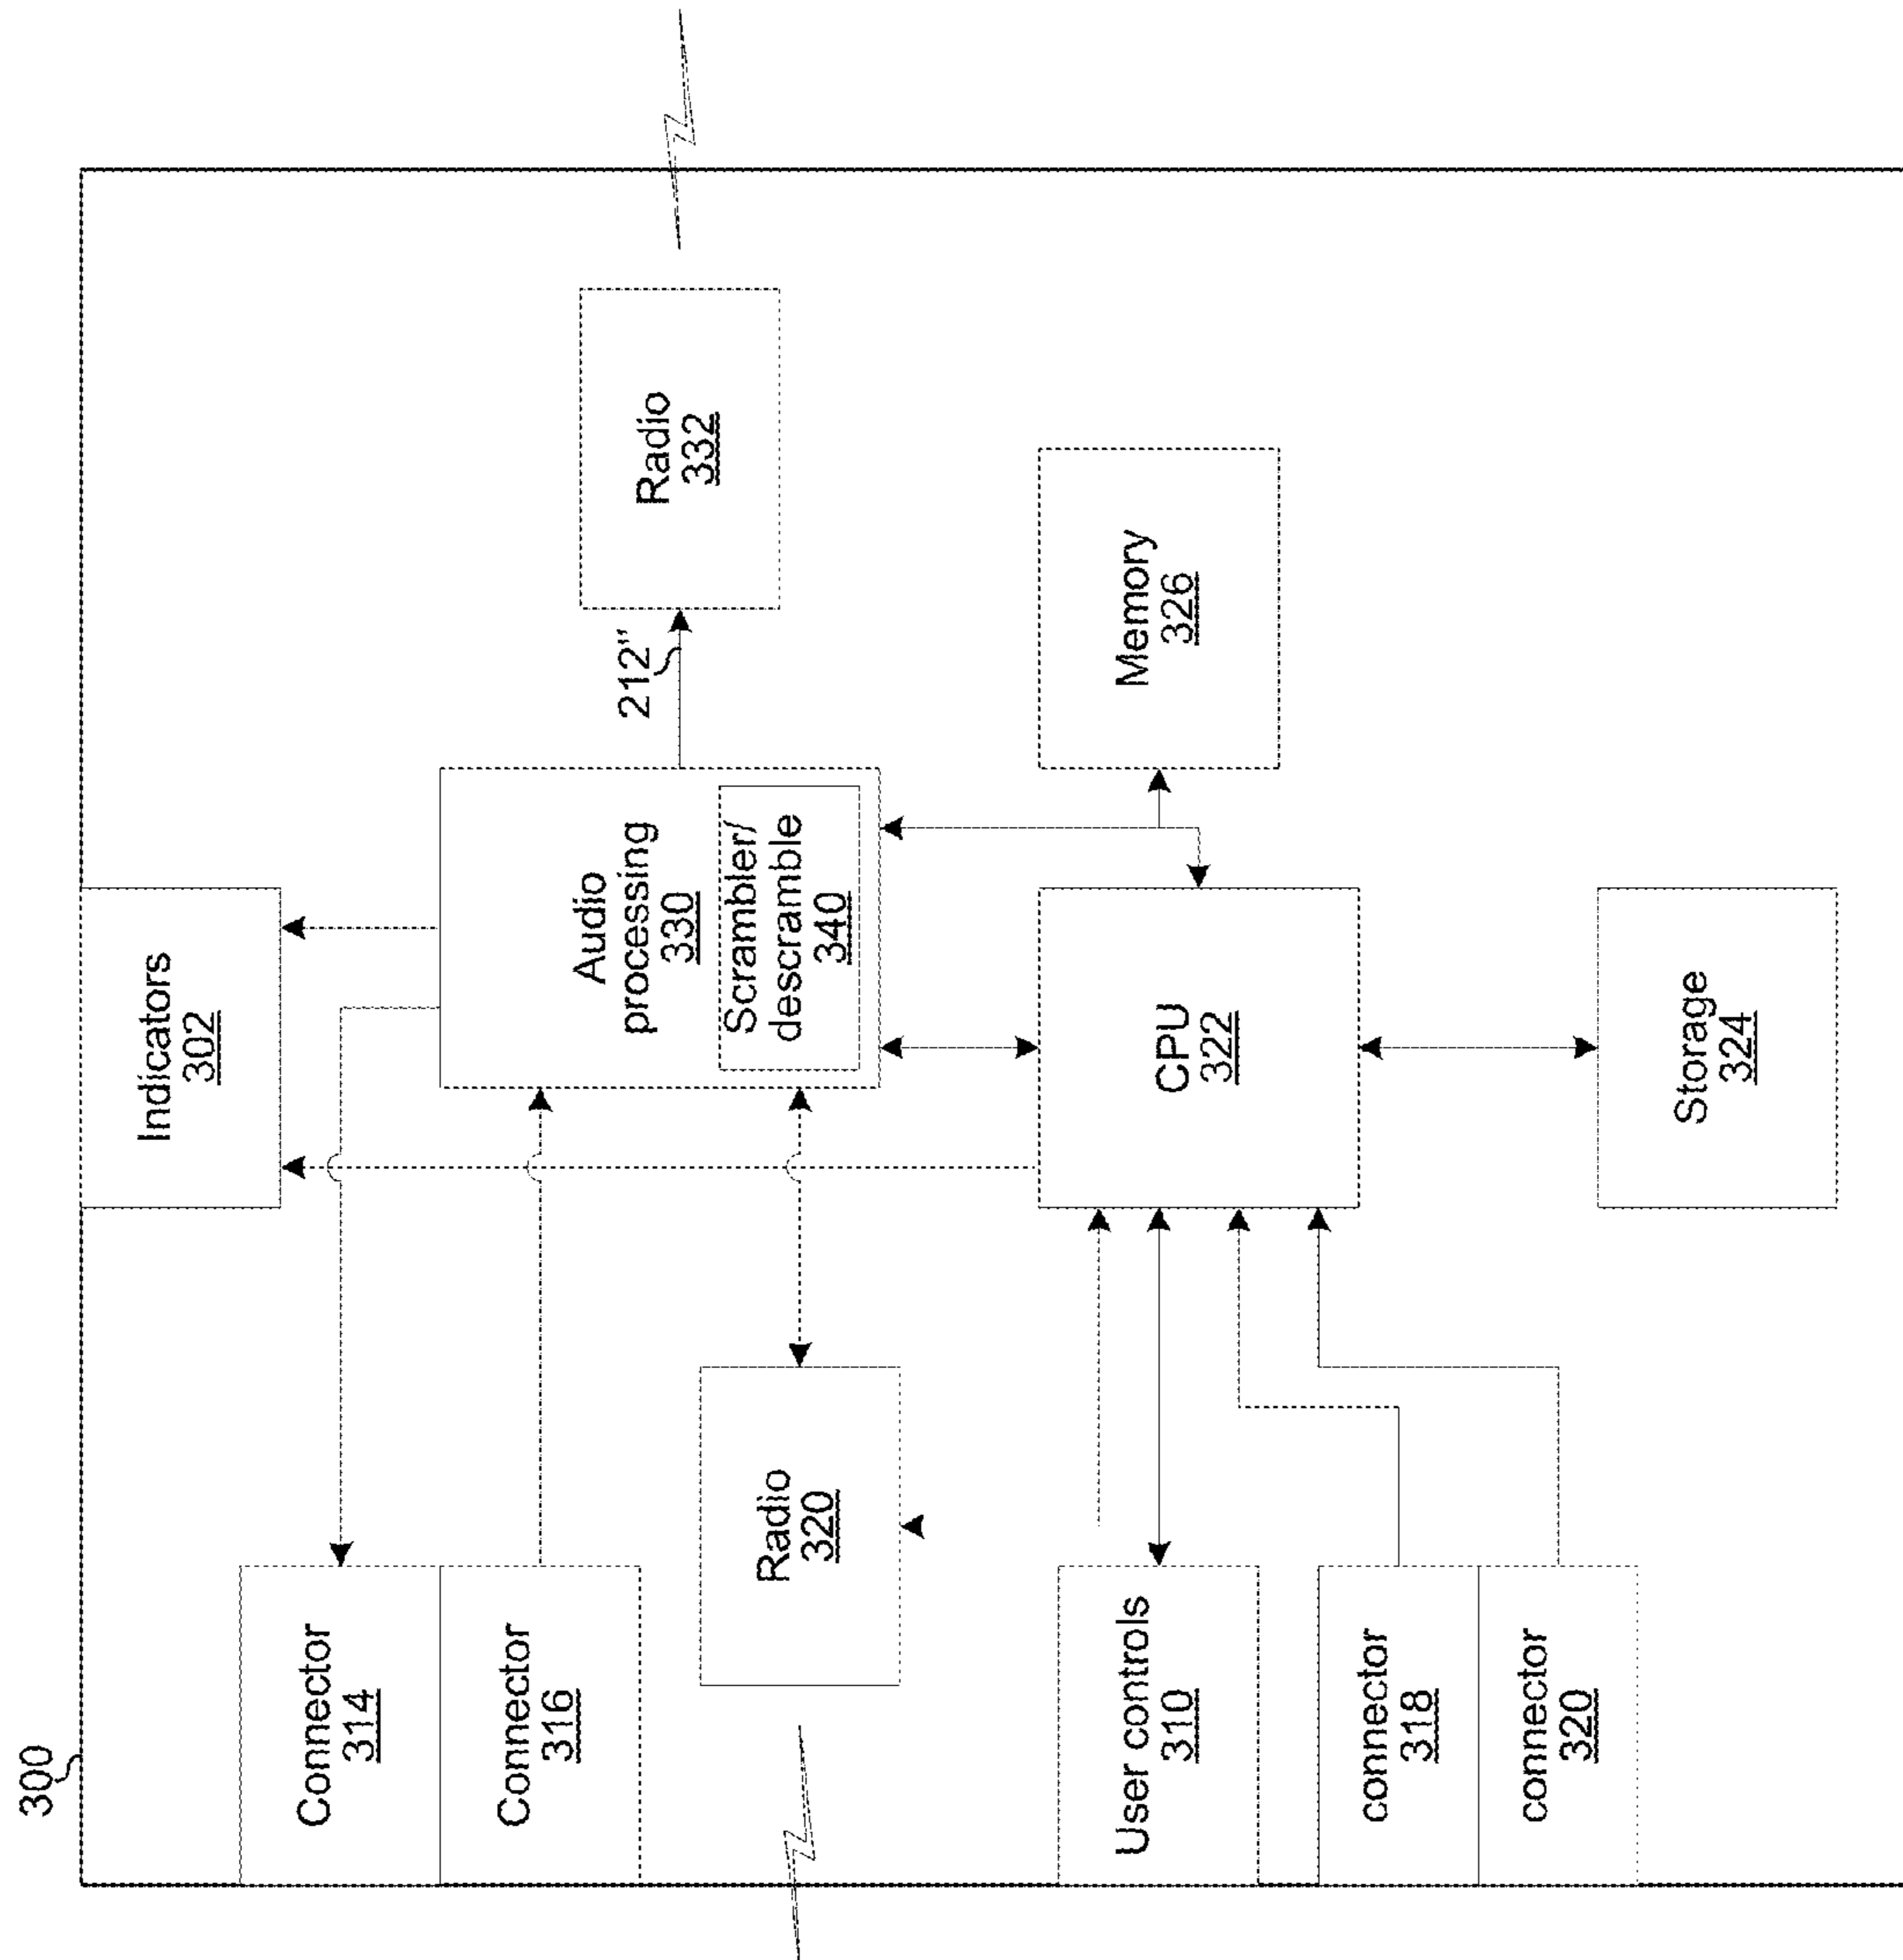 300
Indicators
302
Connector
314
Connector
316
Audio
processing
330
Scrambler/
descramble
340
212”
Radio
332
Radio
320
User controls
310
CPU
322
Memory
326
connector
318
connector
320
Storage
324